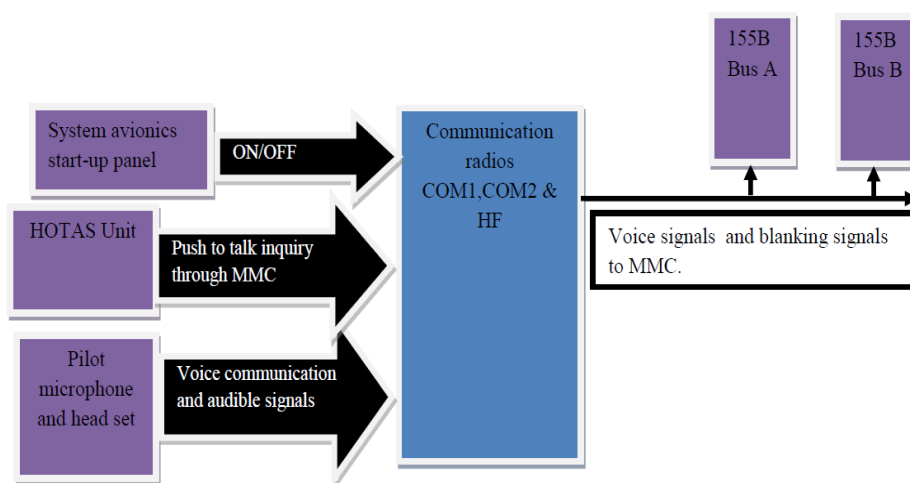 155B
Bus A
155B
Bus B
System avionics
start-up panel
ON/OFF
Communication
radios
COM1,COM2 &
HF
HOTAS Unit
Push to talk inquiry
through MMC
Voice signals and blanking signals
to MMC.
Pilot
microphone
and head set
Voice communication
and audible signals